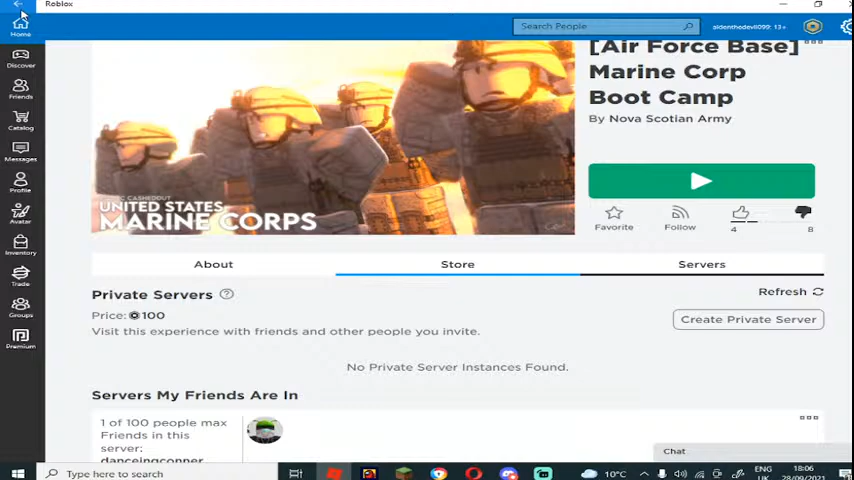 Roblox
Search People
aldenthedevil099: 13+
Home
Discover
Friends
Catalog
Messages
Profile
Avatar
Inventory
Trade
Groups
Premium
UNITED STATES
MARINE CORPS
[Air Force Base]
Marine Corp
Boot Camp
By Nova Scotian Army
Favorite
Follow
4
8
About
Store
Servers
Private Servers
Refresh
Price: 100
Create Private Server
Visit this experience with friends and other people you invite.
No Private Server Instances Found.
Servers My Friends Are In
1 of 100 people max
Friends in this
server:
danceingconner
Chat
Type here to search
10°C
ENG
UK
18:06
28/09/2021